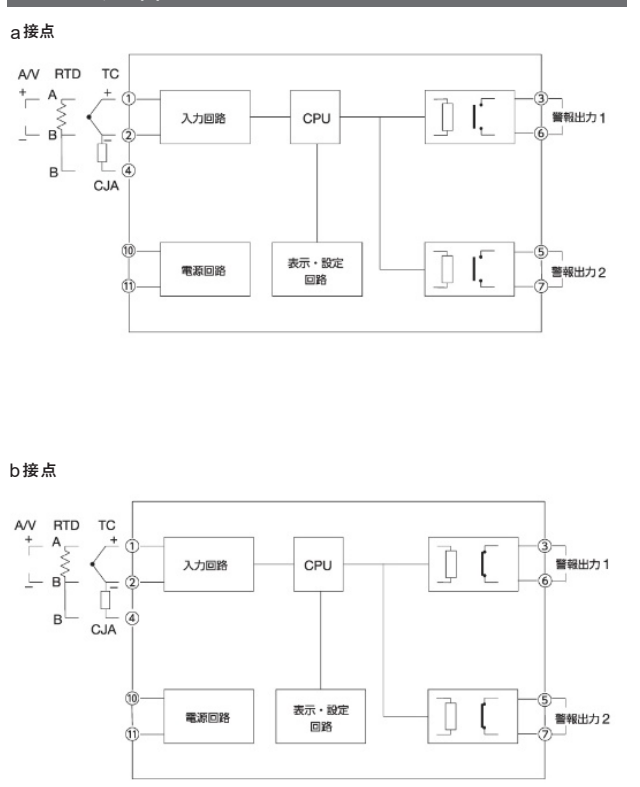 a接点
A/V RTD TC
+ A + ① ③
入力回路 CPU 警報出力1
− B − ② ⑥
B ④
CJA
⑩ ⑤
電源回路 表示・設定 警報出力2
回路
⑪ ⑦
b接点
A/V RTD TC
+ A + ① ③
入力回路 CPU 警報出力1
− B − ② ⑥
B ④
CJA
⑩ ⑤
電源回路 表示・設定 警報出力2
回路
⑪ ⑦